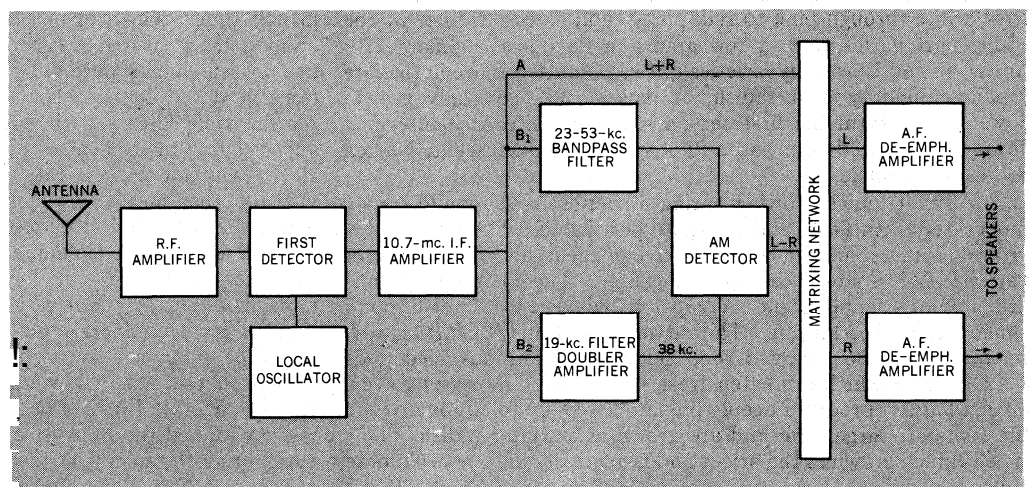 A
L+R
B1
23-53-kc.
BANDPASS
FILTER
L
A.F.
DE-EMPH.
AMPLIFIER
ANTENNA
R.F.
AMPLIFIER
FIRST
DETECTOR
10.7-mc. I.F.
AMPLIFIER
AM
DETECTOR
L-R
MATRIXING NETWORK
TO SPEAKERS
LOCAL
OSCILLATOR
B2
19-kc. FILTER
DOUBLER
AMPLIFIER
38 kc.
R
A.F.
DE-EMPH.
AMPLIFIER